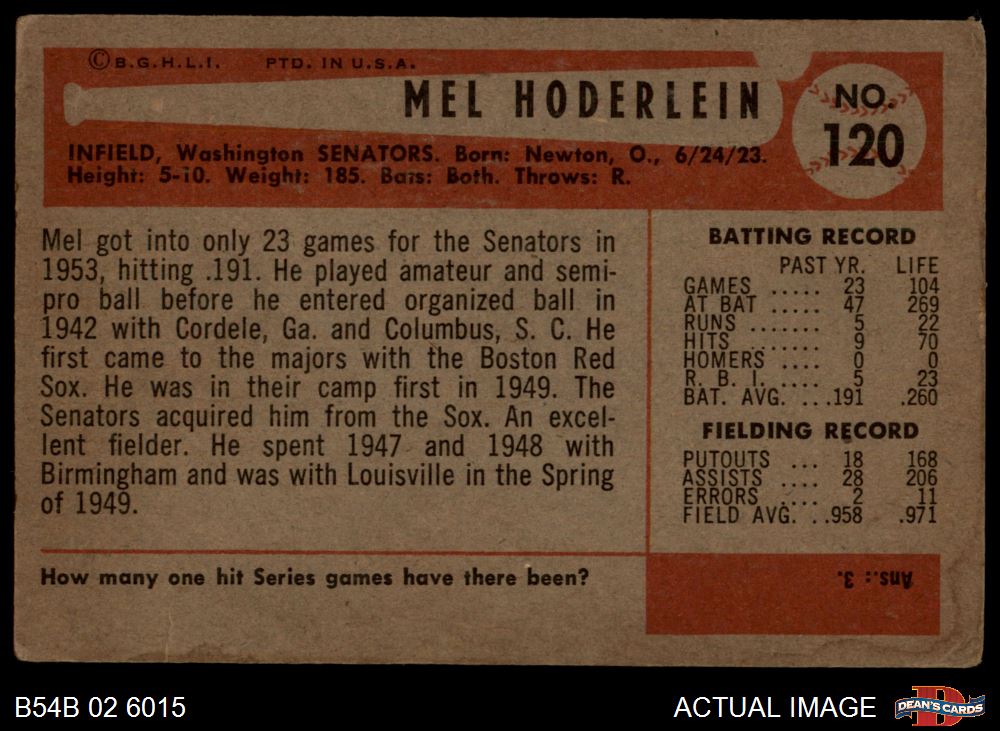 ©B.G.H.L.I. PTD. IN U.S.A.
MEL HODERLEIN
NO.
120
INFIELD, Washington SENATORS. Born: Newton, O., 6/24/23.
Height: 5-10. Weight: 185. Bats: Both. Throws: R.
Mel got into only 23 games for the Senators in
1953, hitting .191. He played amateur and semi-
pro ball before he entered organized ball in
1942 with Cordele, Ga. and Columbus, S. C. He
first came to the majors with the Boston Red
Sox. He was in their camp first in 1949. The
Senators acquired him from the Sox. An excel-
lent fielder. He spent 1947 and 1948 with
Birmingham and was with Louisville in the Spring
of 1949.
BATTING RECORD
PAST YR. LIFE
GAMES ..... 23 104
AT BAT ..... 47 269
RUNS ....... 5 22
HITS ....... 9 70
HOMERS .... 0 0
R. B. I. .... 5 23
BAT. AVG. ...191 .260
FIELDING RECORD
PUTOUTS ... 18 168
ASSISTS .... 28 206
ERRORS .... 2 11
FIELD AVG. ..958 .971
How many one hit Series games have there been?
Ans.: 3.
B54B 02 6015
ACTUAL IMAGE
DEAN'S CARDS